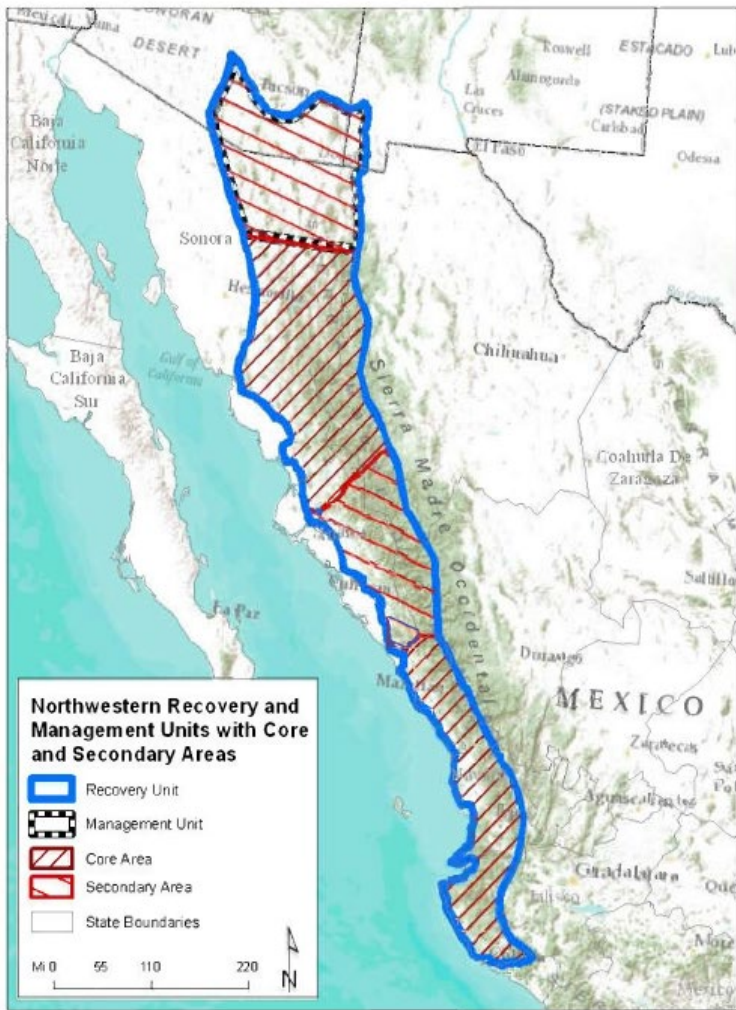 SONORAN
DESERT
Yuma
Tucson
Roswell
ESTACADO
Alamogordo
Las
Cruces
(STAKED PLAIN)
Carlsbad
El Paso
Odessa
Baja
California
Norte
Sonora
Hermosillo
Gulf of
California
Chihuahua
Baja
California
Sur
Sierra Madre Occidental
Coahuila De
Zaragoza
La Paz
Saltillo
Durango
MEXICO
Zacatecas
Aguascalientes
Guadalajara
Jalisco
Northwestern Recovery and
Management Units with Core
and Secondary Areas
Recovery Unit
Management Unit
Core Area
Secondary Area
State Boundaries
Mi 0 55 110 220
N